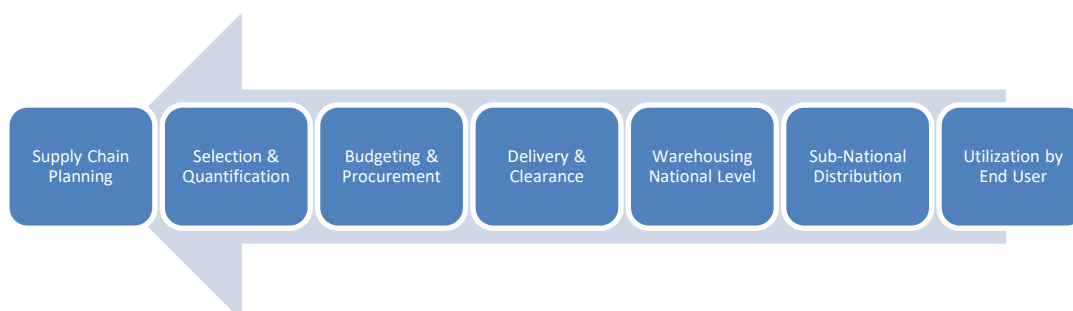 Supply Chain
Planning
Selection &
Quantification
Budgeting &
Procurement
Delivery &
Clearance
Warehousing
National Level
Sub-National
Distribution
Utilization by
End User